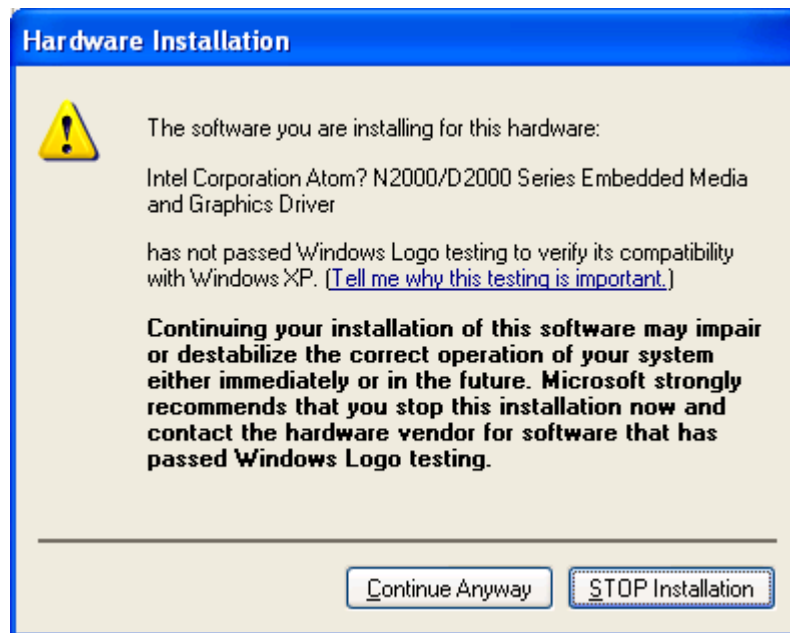 Hardware Installation
The software you are installing for this hardware:
Intel Corporation Atom? N2000/D2000 Series Embedded Media
and Graphics Driver
has not passed Windows Logo testing to verify its compatibility
with Windows XP. (Tell me why this testing is important.)
Continuing your installation of this software may impair
or destabilize the correct operation of your system
either immediately or in the future. Microsoft strongly
recommends that you stop this installation now and
contact the hardware vendor for software that has
passed Windows Logo testing.
Continue Anyway
STOP Installation